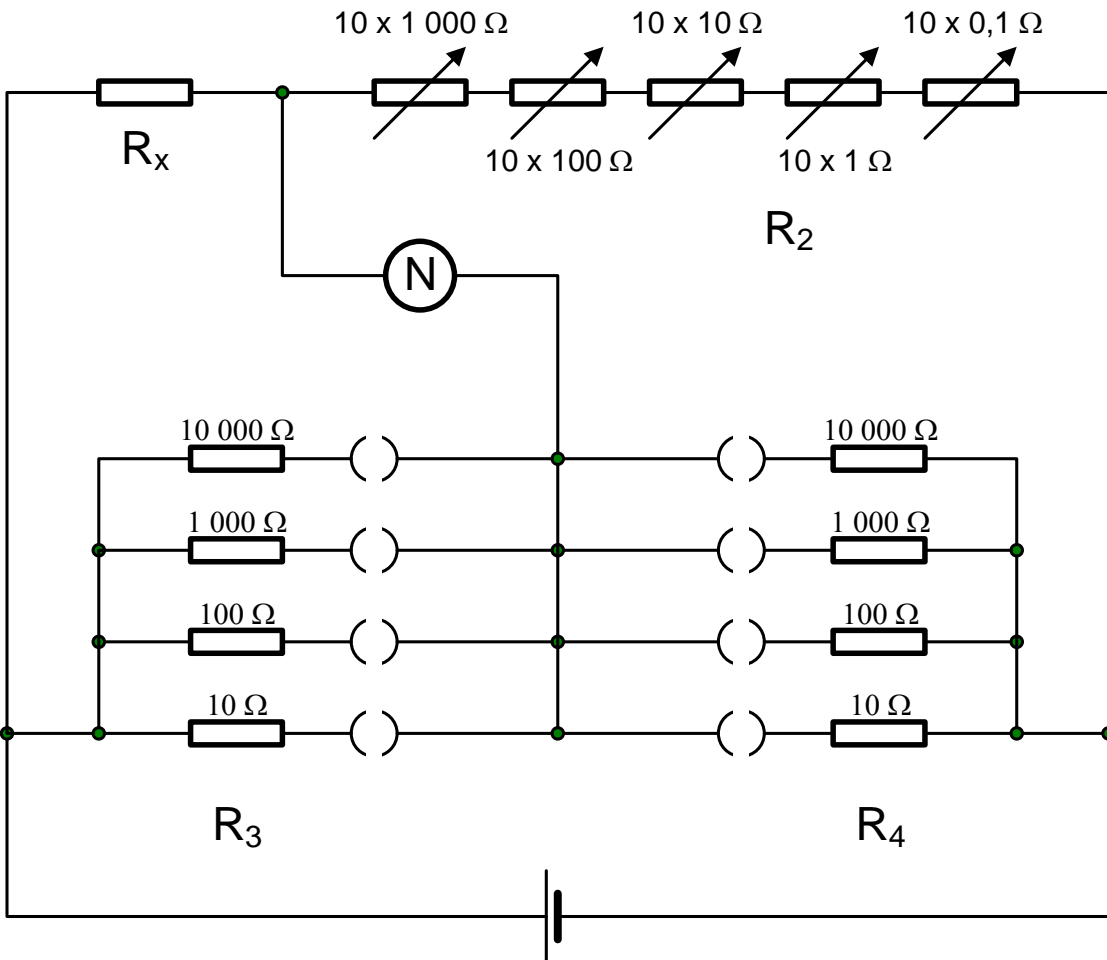 10 x 1 000 Ω
10 x 10 Ω
10 x 0,1 Ω
Rₓ
10 x 100 Ω
10 x 1 Ω
R₂
N
10 000 Ω
10 000 Ω
1 000 Ω
1 000 Ω
100 Ω
100 Ω
10 Ω
10 Ω
R₃
R₄